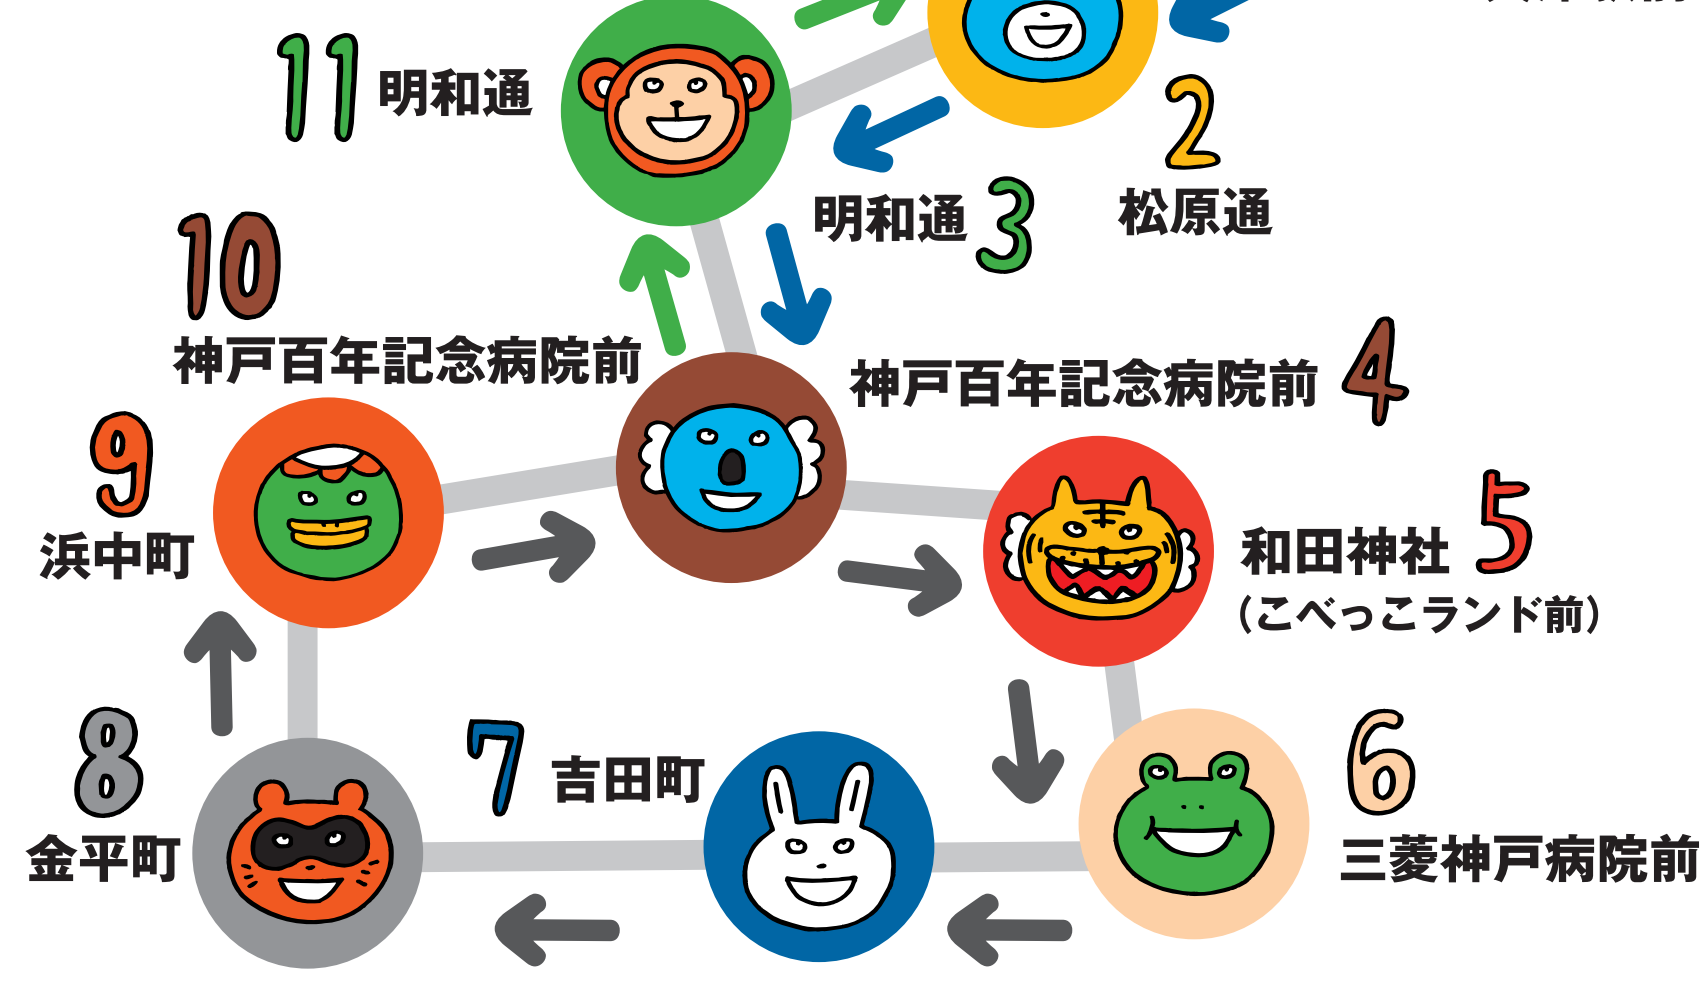 11 明和通
2
松原通
明和通 3
10
神戸百年記念病院前
神戸百年記念病院前 4
9
浜中町
和田神社 5
（こべっこランド前）
8
金平町
7 吉田町
6
三菱神戸病院前